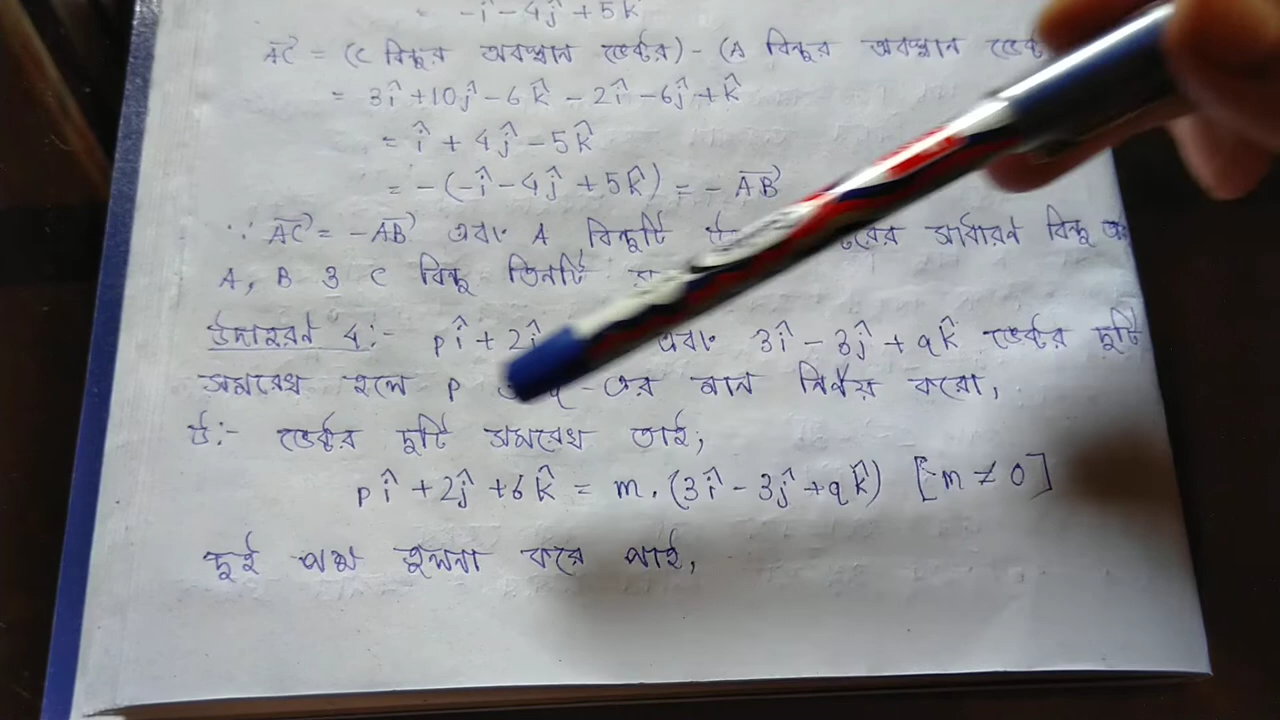 = -î - 4ĵ + 5k̂
AC⃗ = (C বিন্দুর অবস্থান ভেক্টর) - (A বিন্দুর অবস্থান
= 3î + 10ĵ - 6k̂ - 2î - 6ĵ + k̂
= î + 4ĵ - 5k̂
= -(-î - 4ĵ + 5k̂) = - AB⃗
∵ AC⃗ = -AB⃗ এবং A বিন্দুটি সাধারণ বিন্দু
A, B ও C বিন্দু তিনটি
উদাহরণ 4:- pî + 2ĵ এবং 3î - 3ĵ + qk̂ ভেক্টর দুটি
সমরেখ হলে p -এর মান নির্ণয় করো,
উ:- ভেক্টর দুটি সমরেখ তাই,
pî + 2ĵ + 6k̂ = m. (3î - 3ĵ + qk̂) [∵ m ≠ 0]
দুই পক্ষ তুলনা করে পাই,